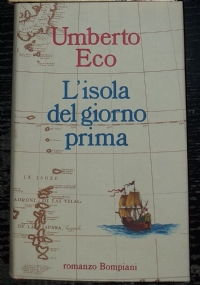 Umberto
Eco
L'isola
del giorno
prima
romanzo Bompiani